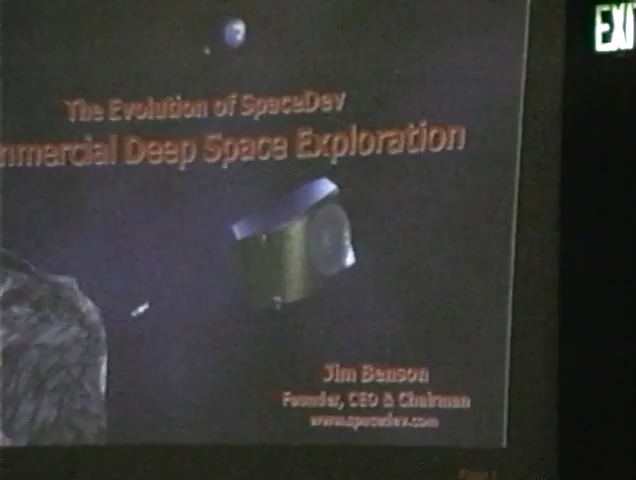 EXI
The Evolution of SpaceDev
mmercial Deep Space Exploration
Jim Benson
Founder, CEO & Chairman
www.spacedev.com